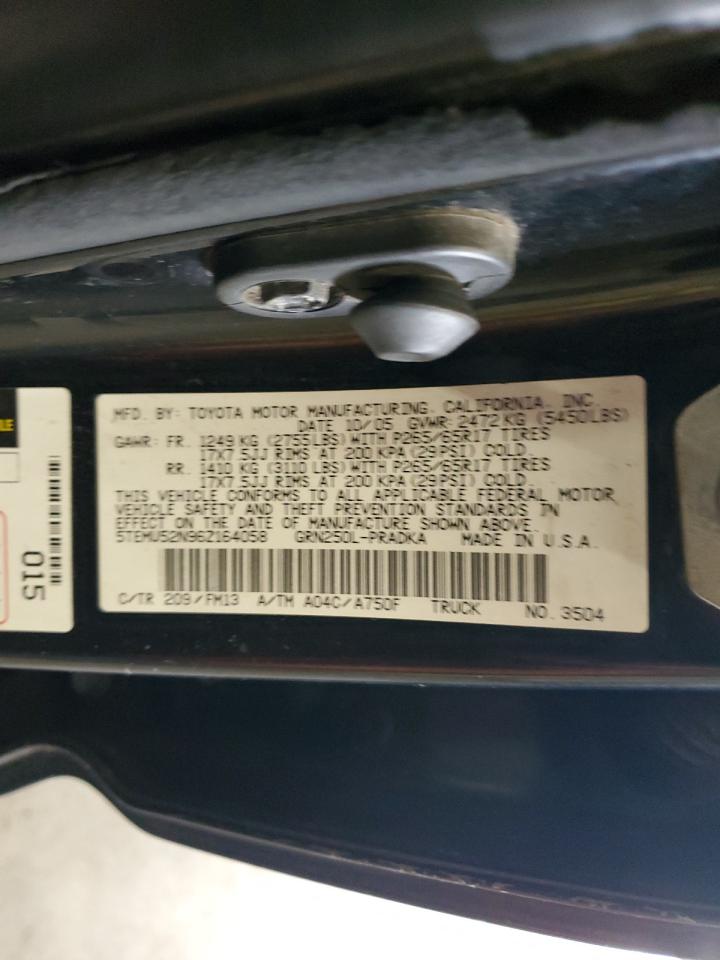 MFD. BY: TOYOTA MOTOR MANUFACTURING, CALIFORNIA, INC.
DATE 10/05 GVWR: 2472 KG (5450LBS)
GAWR: FR. 1249 KG (2755LBS) WITH P265/65R17 TIRES
17X7.5JJ RIMS AT 200 KPA (29PSI) COLD.
RR. 1410 KG (3110 LBS) WITH P265/65R17 TIRES
17X7.5JJ RIMS AT 200 KPA (29PSI) COLD.
THIS VEHICLE CONFORMS TO ALL APPLICABLE FEDERAL MOTOR
VEHICLE SAFETY AND THEFT PREVENTION STANDARDS IN
EFFECT ON THE DATE OF MANUFACTURE SHOWN ABOVE.
5TEMU52N96Z164058 GRN250L-PRADKA MADE IN U.S.A.
C/TR 209/FM13 A/TM A04C/A750F TRUCK NO. 3504
015